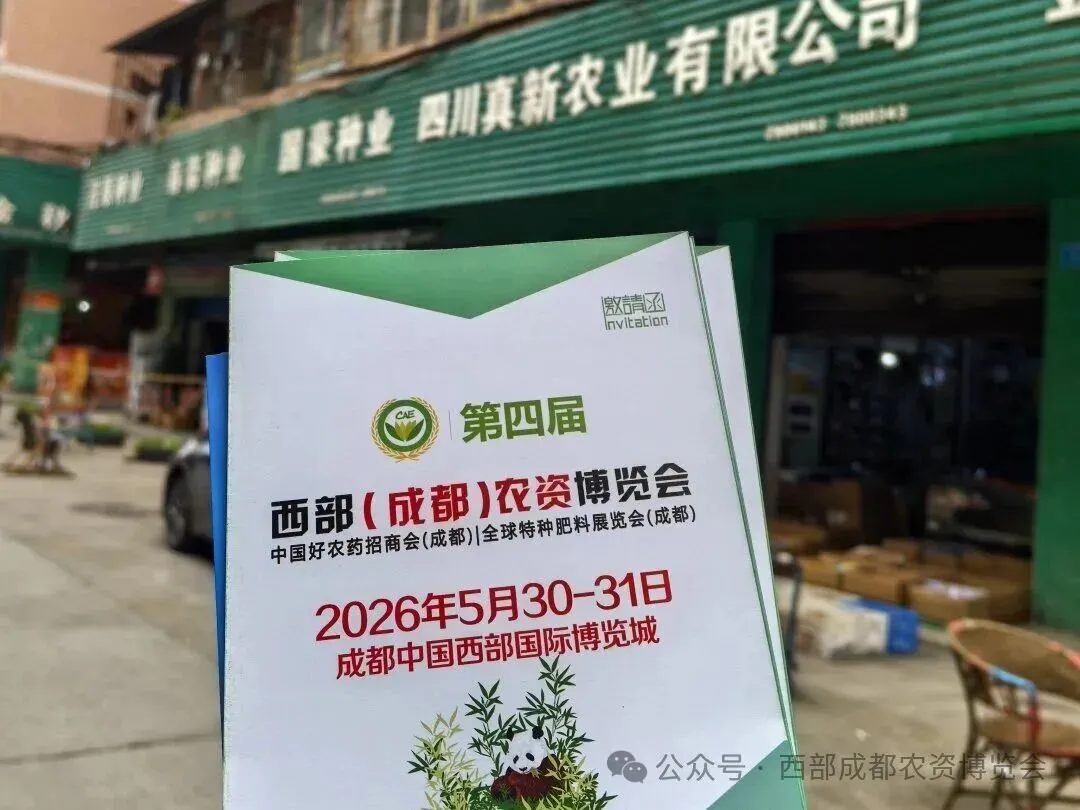 国豪种业
四川真新农业有限公司
邀請函
Invitation
CAE
第四届
西部(成都)农资博览会
中国好农药招商会(成都)|全球特种肥料展览会(成都)
2026年5月30-31日
成都中国西部国际博览城
公众号·西部成都农资博览会